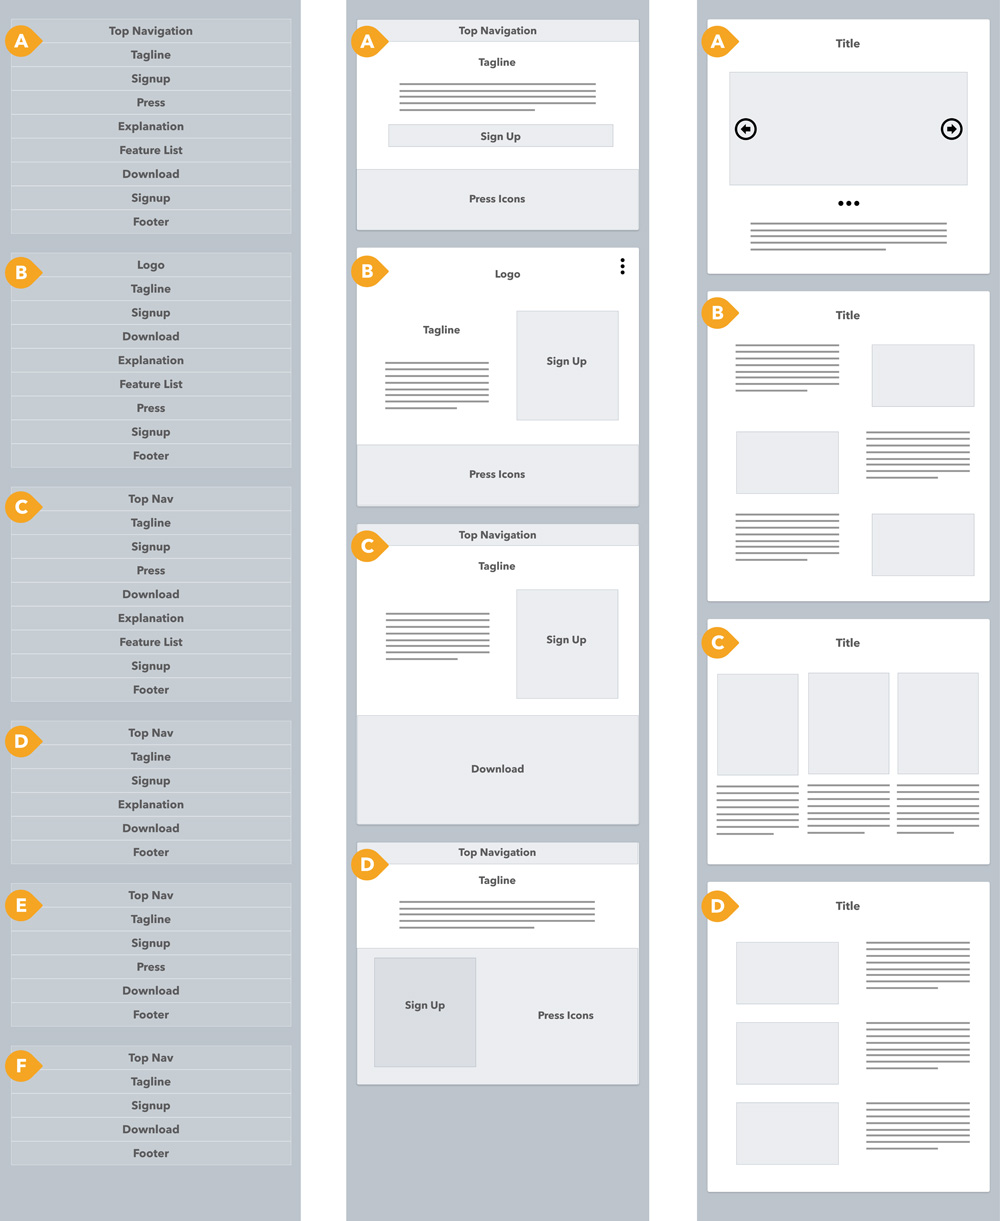 A
Top Navigation
Tagline
Signup
Press
Explanation
Feature List
Download
Signup
Footer
B
Logo
Tagline
Signup
Download
Explanation
Feature List
Press
Signup
Footer
C
Top Nav
Tagline
Signup
Press
Download
Explanation
Feature List
Signup
Footer
D
Top Nav
Tagline
Signup
Explanation
Download
Footer
E
Top Nav
Tagline
Signup
Press
Download
Footer
F
Top Nav
Tagline
Signup
Download
Footer
A
Top Navigation
Tagline
Sign Up
Press Icons
B
Logo
Tagline
Sign Up
Press Icons
C
Top Navigation
Tagline
Sign Up
Download
D
Top Navigation
Tagline
Sign Up
Press Icons
A
Title
B
Title
C
Title
D
Title